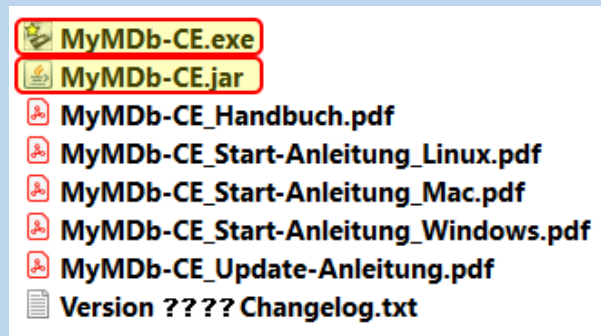 MyMDb-CE.exe
MyMDb-CE.jar
MyMDb-CE_Handbuch.pdf
MyMDb-CE_Start-Anleitung_Linux.pdf
MyMDb-CE_Start-Anleitung_Mac.pdf
MyMDb-CE_Start-Anleitung_Windows.pdf
MyMDb-CE_Update-Anleitung.pdf
Version ???? Changelog.txt